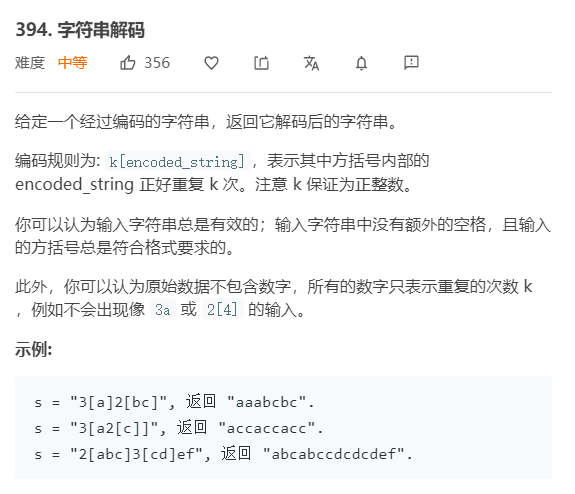 394. 字符串解码
难度 中等 356
给定一个经过编码的字符串，返回它解码后的字符串。
编码规则为: k[encoded_string]，表示其中方括号内部的
encoded_string 正好重复 k 次。注意 k 保证为正整数。
你可以认为输入字符串总是有效的；输入字符串中没有额外的空格，且输入
的方括号总是符合格式要求的。
此外，你可以认为原始数据不包含数字，所有的数字只表示重复的次数 k
，例如不会出现像 3a 或 2[4] 的输入。
示例:
s = "3[a]2[bc]", 返回 "aaabcbc".
s = "3[a2[c]]", 返回 "accaccacc".
s = "2[abc]3[cd]ef", 返回 "abcabccdcdcdef".